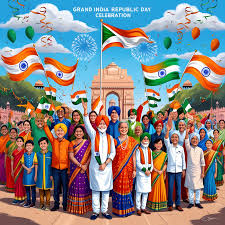 GRAND INDIA REPUBLIC DAY
CELEBRATION